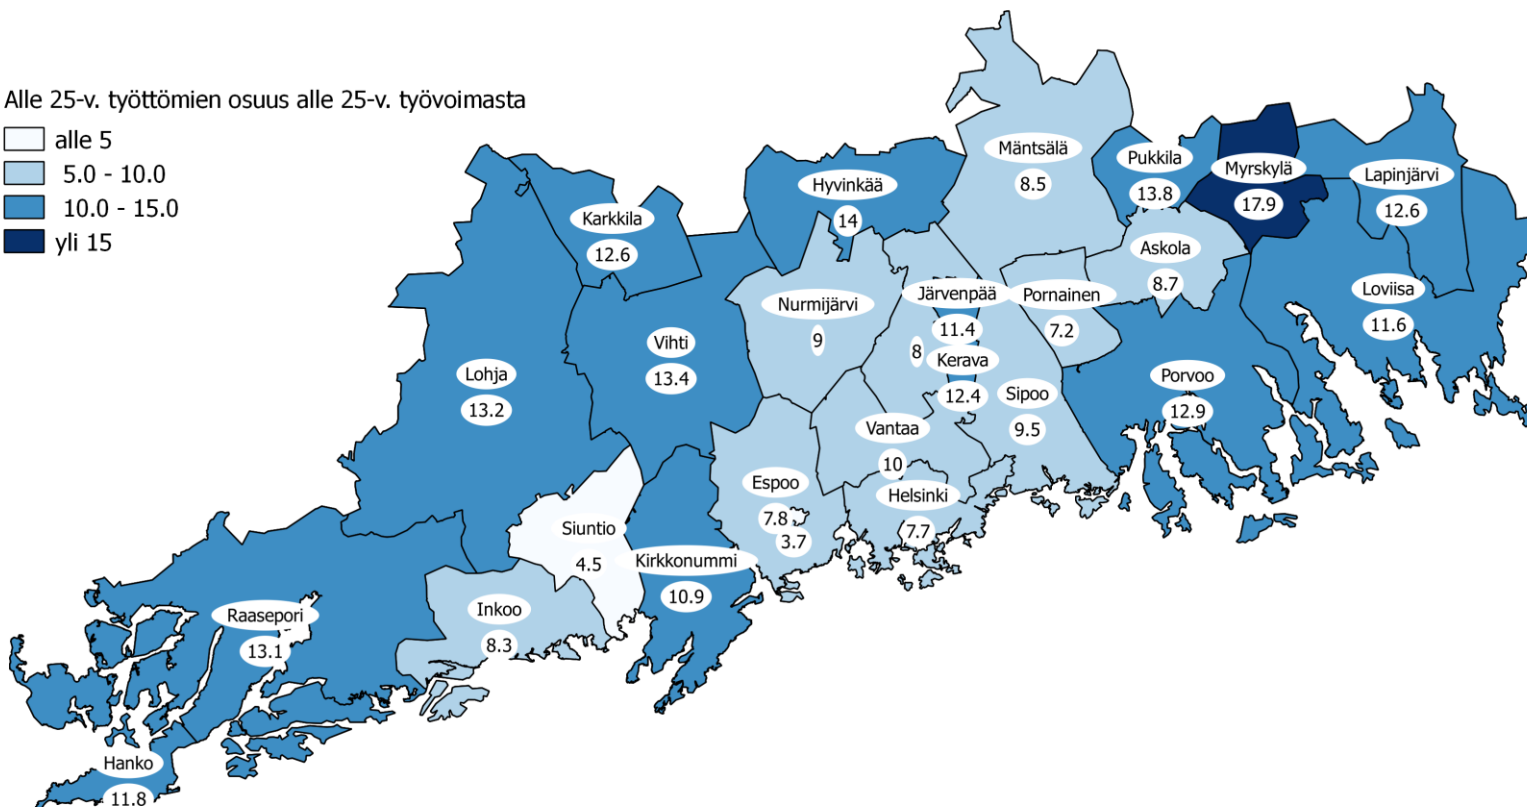 Alle 25-v. työttömien osuus alle 25-v. työvoimasta
alle 5
5.0 - 10.0
10.0 - 15.0
yli 15
Mäntsälä
8.5
Pukkila
13.8
Myrskylä
17.9
Lapinjärvi
12.6
Hyvinkää
14
Karkkila
12.6
Askola
8.7
Loviisa
11.6
Nurmijärvi
9
Järvenpää
11.4
Pornainen
7.2
8
Kerava
12.4
Vihti
13.4
Lohja
13.2
Sipoo
9.5
Porvoo
12.9
Vantaa
10
Espoo
7.8
3.7
Helsinki
7.7
Siuntio
4.5
Kirkkonummi
10.9
Inkoo
8.3
Raasepori
13.1
Hanko
11.8